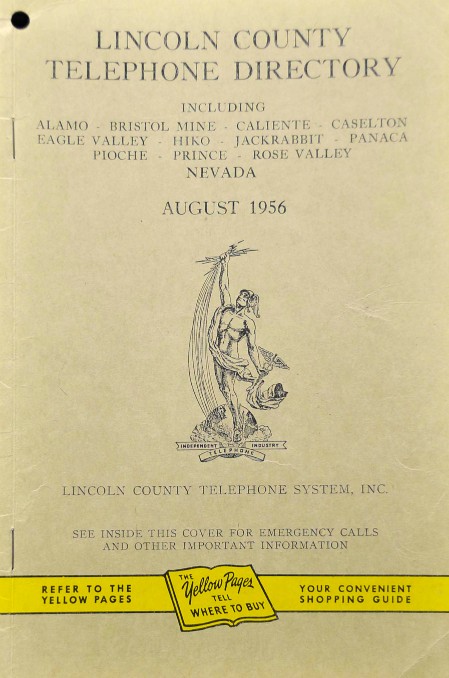 LINCOLN COUNTY
TELEPHONE DIRECTORY
INCLUDING
ALAMO - BRISTOL MINE - CALIENTE - CASELTON
EAGLE VALLEY - HIKO - JACKRABBIT - PANACA
PIOCHE - PRINCE - ROSE VALLEY
NEVADA
AUGUST 1956
INDEPENDENT INDUSTRY
TELEPHONE
LINCOLN COUNTY TELEPHONE SYSTEM, INC.
SEE INSIDE THIS COVER FOR EMERGENCY CALLS
AND OTHER IMPORTANT INFORMATION
REFER TO THE
YELLOW PAGES
THE
Yellow Pages
TELL
WHERE TO BUY
YOUR CONVENIENT
SHOPPING GUIDE